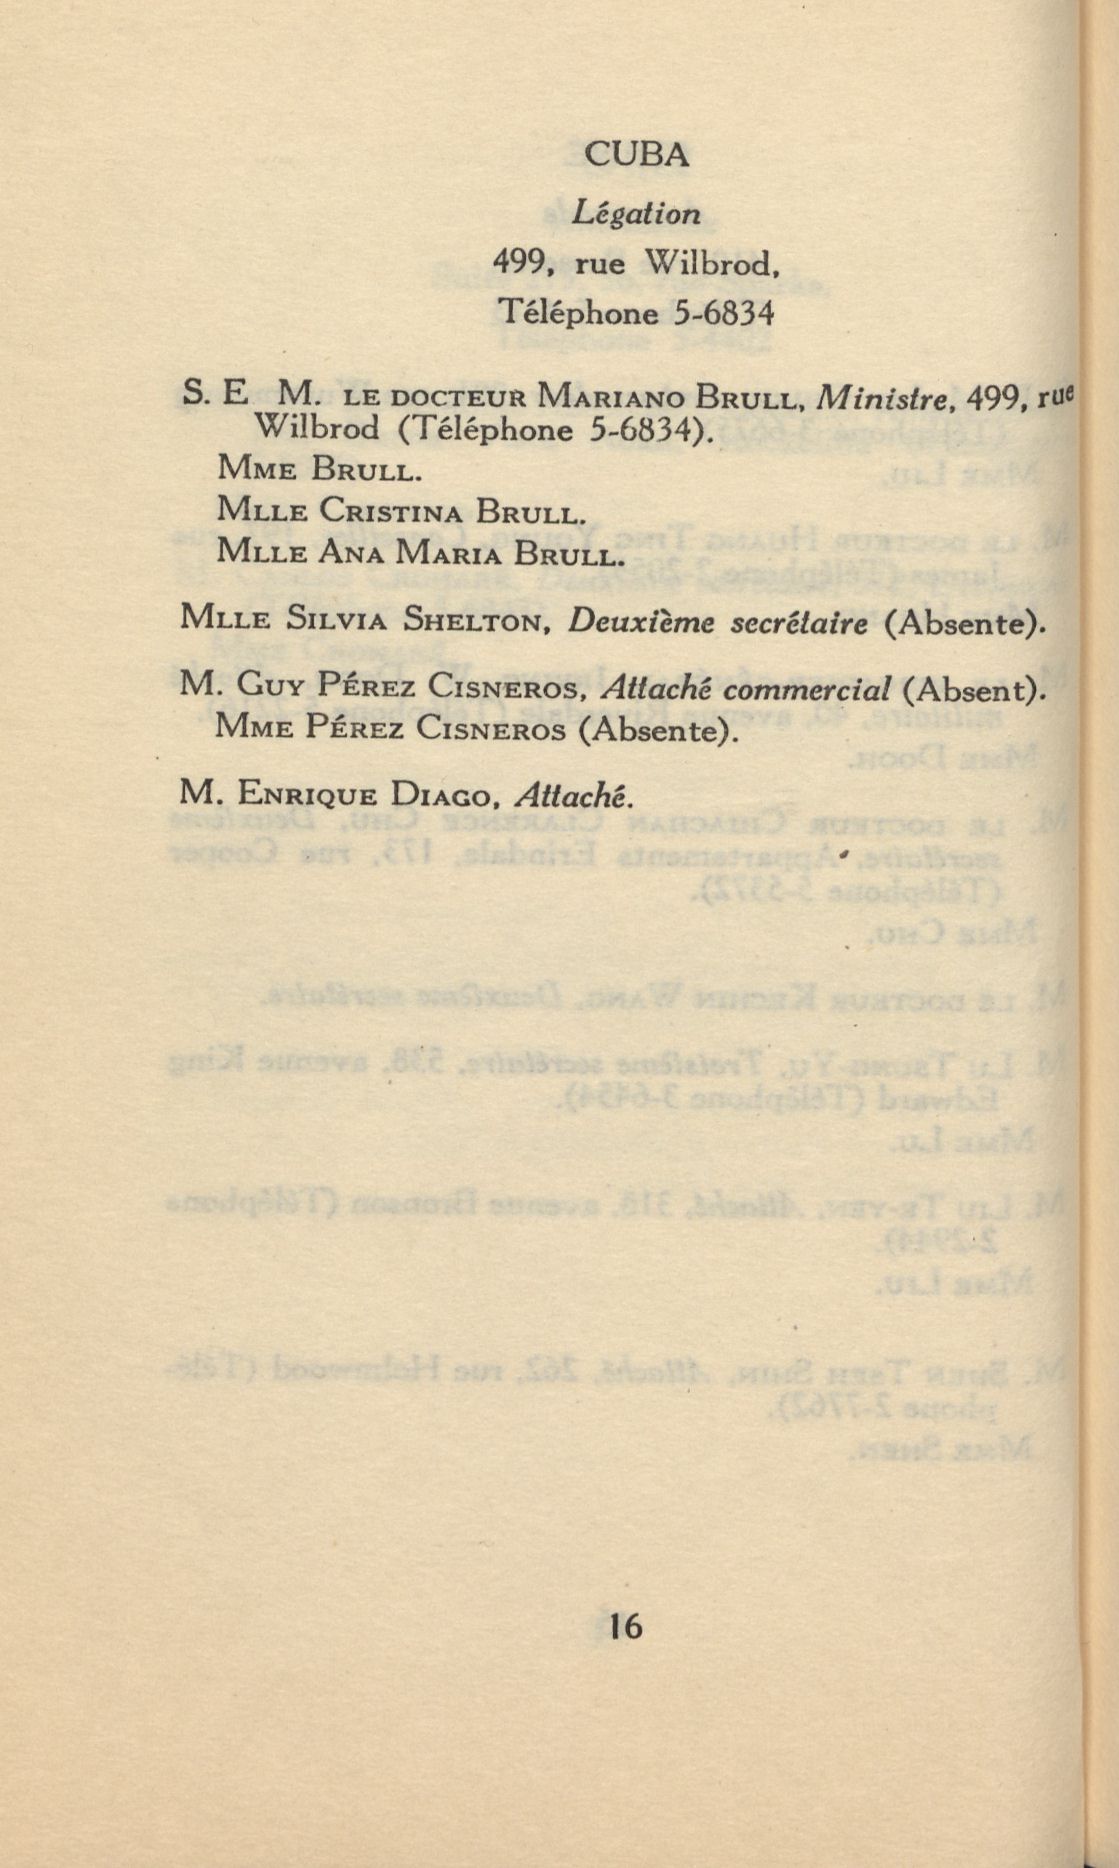 CUBA
Légation
499, rue Wilbrod,
Téléphone 5-6834
S. E M. LE DOCTEUR MARIANO BRULL, Ministre, 499, rue
Wilbrod (Téléphone 5-6834).
MME BRULL.
MLLE CRISTINA BRULL.
MLLE ANA MARIA BRULL.
MLLE SILVIA SHELTON, Deuxième secrétaire (Absente).
M. GUY PÉREZ CISNEROS, Attaché commercial (Absent).
MME PÉREZ CISNEROS (Absente).
M. ENRIQUE DIAGO, Attaché.
16